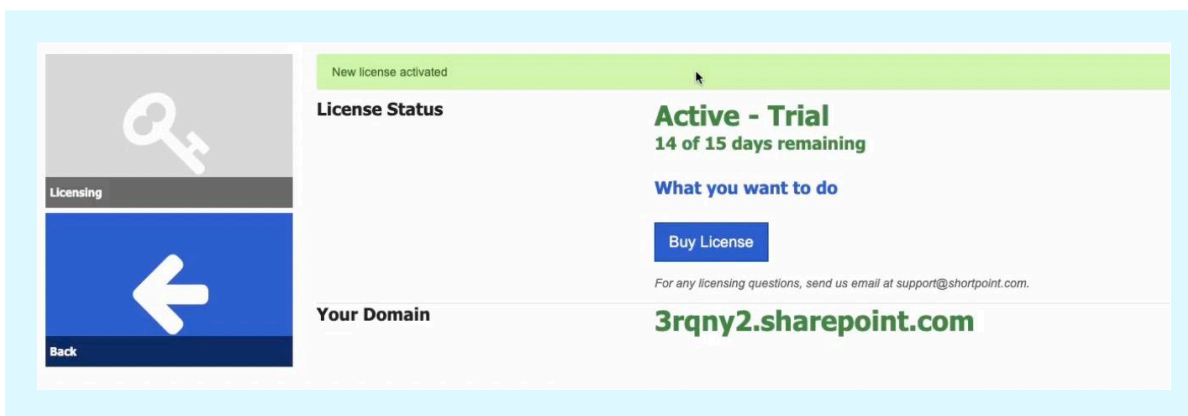 New license activated
Licensing
Back
License Status
Active - Trial
14 of 15 days remaining
What you want to do
Buy License
For any licensing questions, send us email at support@shortpoint.com.
Your Domain
3rqny2.sharepoint.com